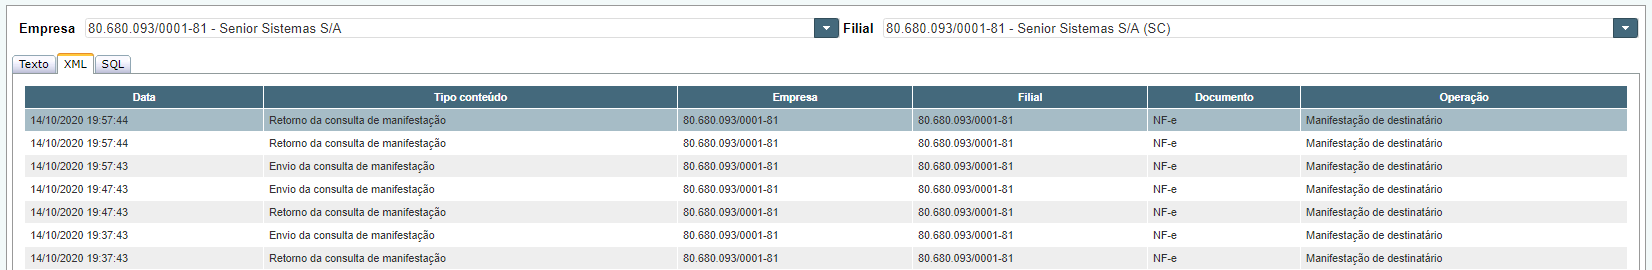 Empresa 80.680.093/0001-81 - Senior Sistemas S/A Filial 80.680.093/0001-81 - Senior Sistemas S/A (SC)
Texto XML SQL
Data Tipo conteúdo Empresa Filial Documento Operação
14/10/2020 19:57:44 Retorno da consulta de manifestação 80.680.093/0001-81 80.680.093/0001-81 NF-e Manifestação de destinatário
14/10/2020 19:57:44 Retorno da consulta de manifestação 80.680.093/0001-81 80.680.093/0001-81 NF-e Manifestação de destinatário
14/10/2020 19:57:43 Envio da consulta de manifestação 80.680.093/0001-81 80.680.093/0001-81 NF-e Manifestação de destinatário
14/10/2020 19:47:43 Envio da consulta de manifestação 80.680.093/0001-81 80.680.093/0001-81 NF-e Manifestação de destinatário
14/10/2020 19:47:43 Retorno da consulta de manifestação 80.680.093/0001-81 80.680.093/0001-81 NF-e Manifestação de destinatário
14/10/2020 19:37:43 Envio da consulta de manifestação 80.680.093/0001-81 80.680.093/0001-81 NF-e Manifestação de destinatário
14/10/2020 19:37:43 Retorno da consulta de manifestação 80.680.093/0001-81 80.680.093/0001-81 NF-e Manifestação de destinatário